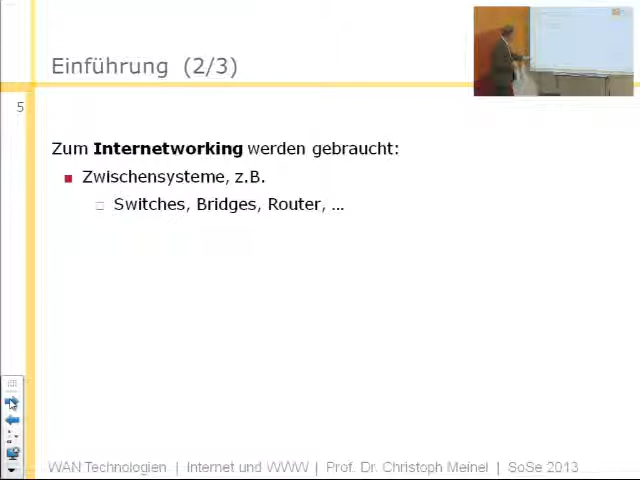 Einführung (2/3)
5
Zum Internetworking werden gebraucht:
Zwischensysteme, z.B.
Switches, Bridges, Router, ...
WAN Technologien | Internet und WWW | Prof. Dr. Christoph Meinel | SoSe 2013